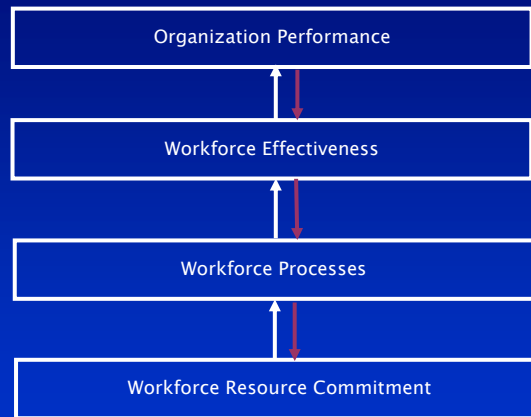 Organization Performance
Workforce Effectiveness
Workforce Processes
Workforce Resource Commitment